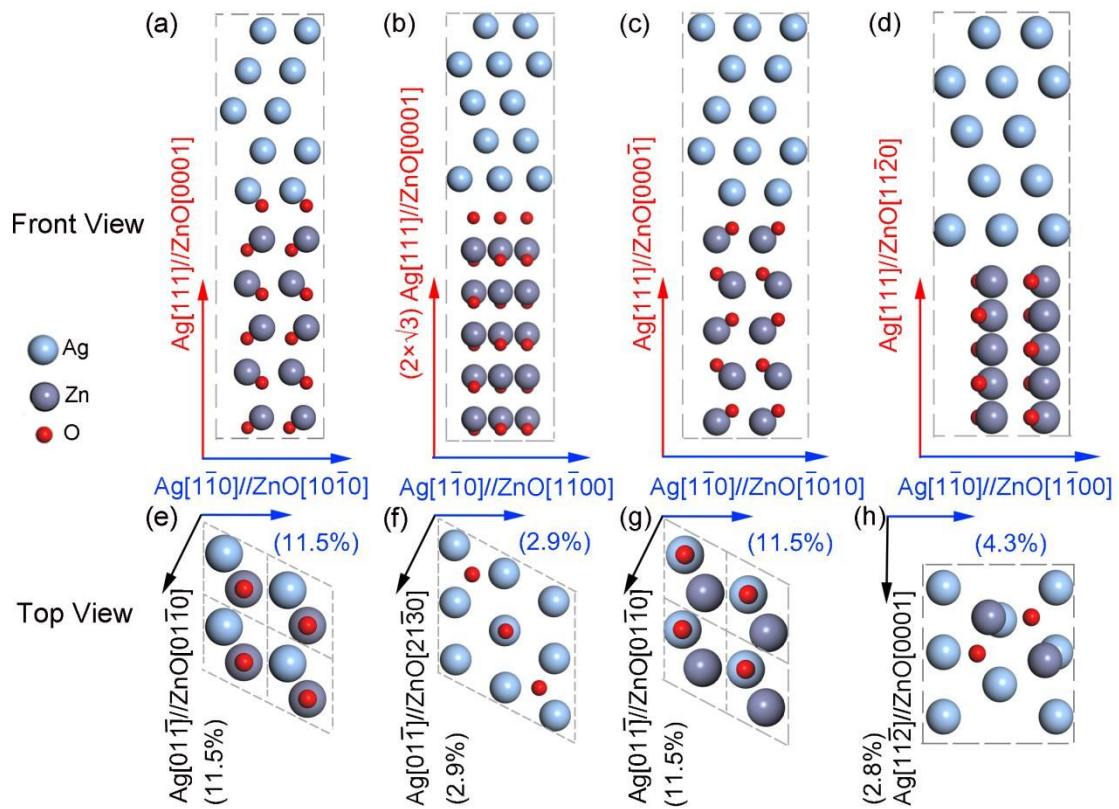 (a)
(b)
(c)
(d)
Front View
Ag[111]//ZnO[0001]
(2×√3) Ag[111]//ZnO[0001]
Ag[111]//ZnO[0001̄]
Ag[111]//ZnO[112̄0]
Ag
Zn
O
Ag[11̄0]//ZnO[101̄0]
Ag[11̄0]//ZnO[11̄00]
Ag[11̄0]//ZnO[1̄010]
Ag[11̄0]//ZnO[11̄00]
(e)
(f)
(g)
(h)
(11.5%)
(2.9%)
(11.5%)
(4.3%)
Top View
Ag[011̄]//ZnO[011̄0]
(11.5%)
Ag[011̄]//ZnO[21̄3̄0]
(2.9%)
Ag[011̄]//ZnO[011̄0]
(11.5%)
(2.8%)
Ag[112̄]//ZnO[0001]